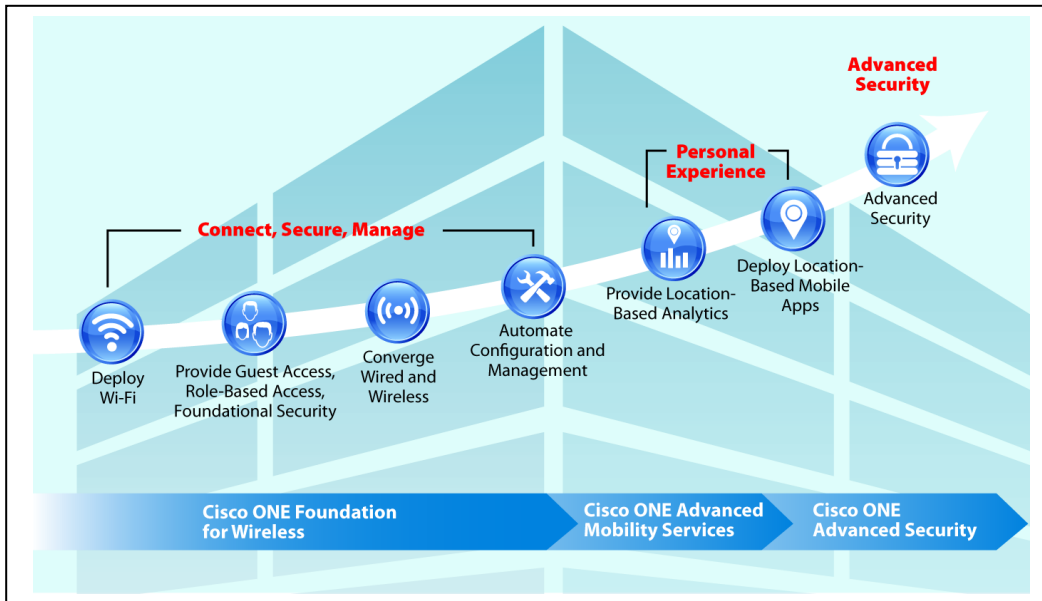 Advanced
Security
Personal
Experience
Connect, Secure, Manage
Deploy
Wi-Fi
Provide Guest Access,
Role-Based Access,
Foundational Security
Converge
Wired and
Wireless
Automate
Configuration and
Management
Provide Location-
Based Analytics
Deploy Location-
Based Mobile
Apps
Advanced
Security
Cisco ONE Foundation
for Wireless
Cisco ONE Advanced
Mobility Services
Cisco ONE
Advanced Security